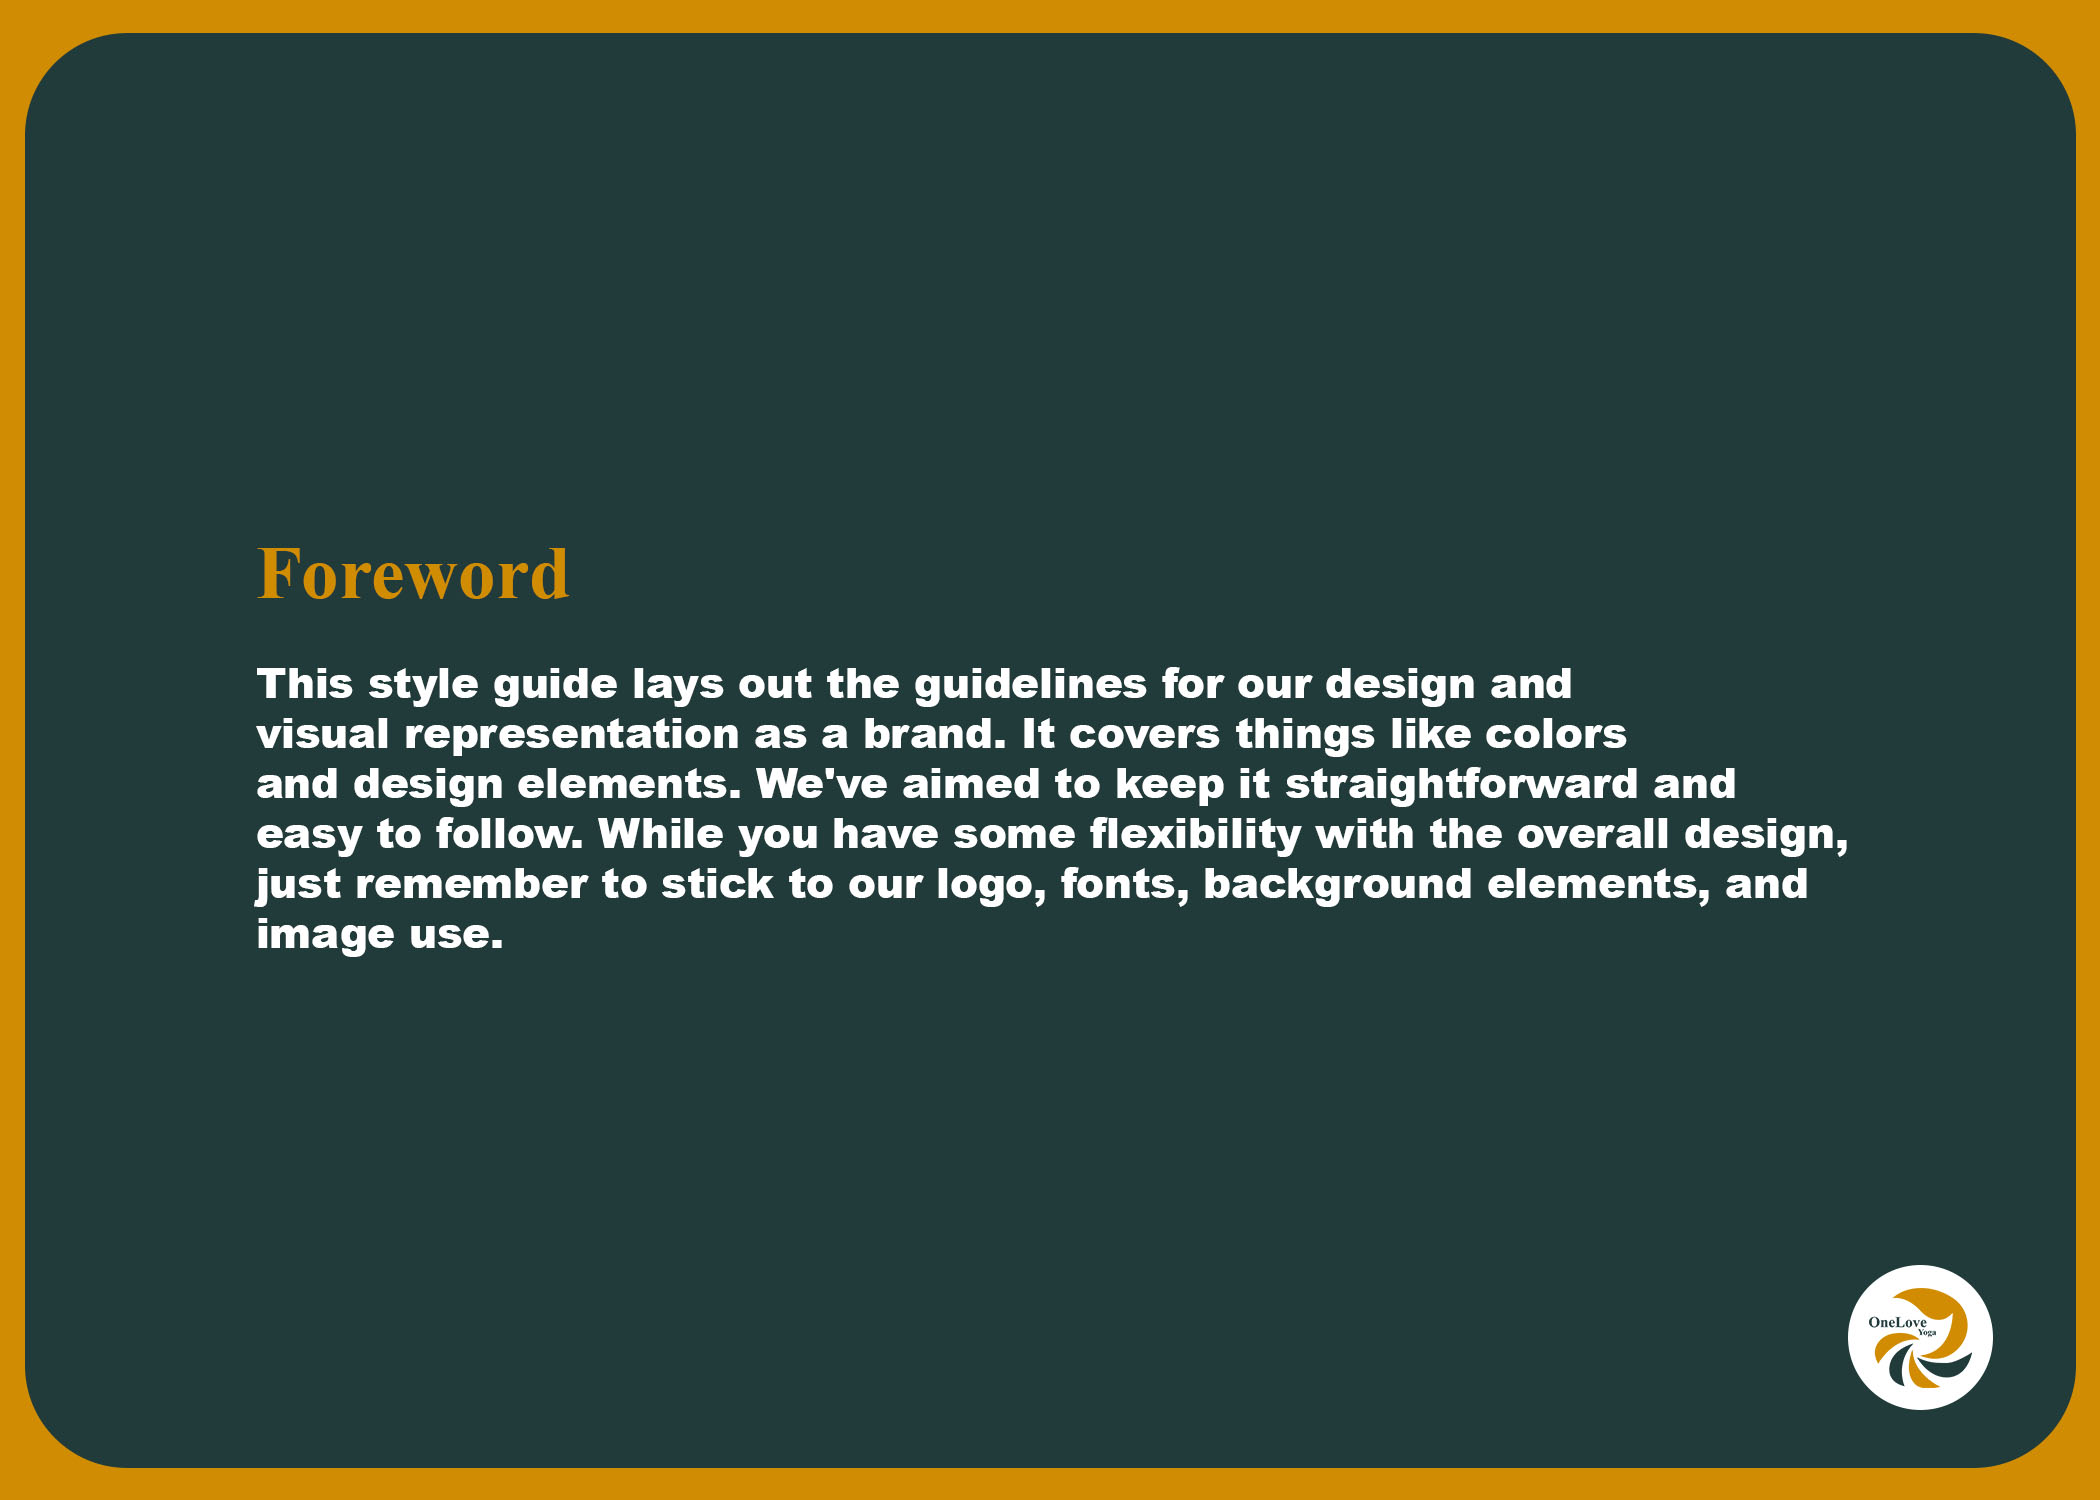 Foreword
This style guide lays out the guidelines for our design and
visual representation as a brand. It covers things like colors
and design elements. We've aimed to keep it straightforward and
easy to follow. While you have some flexibility with the overall design,
just remember to stick to our logo, fonts, background elements, and
image use.
OneLove
Yoga